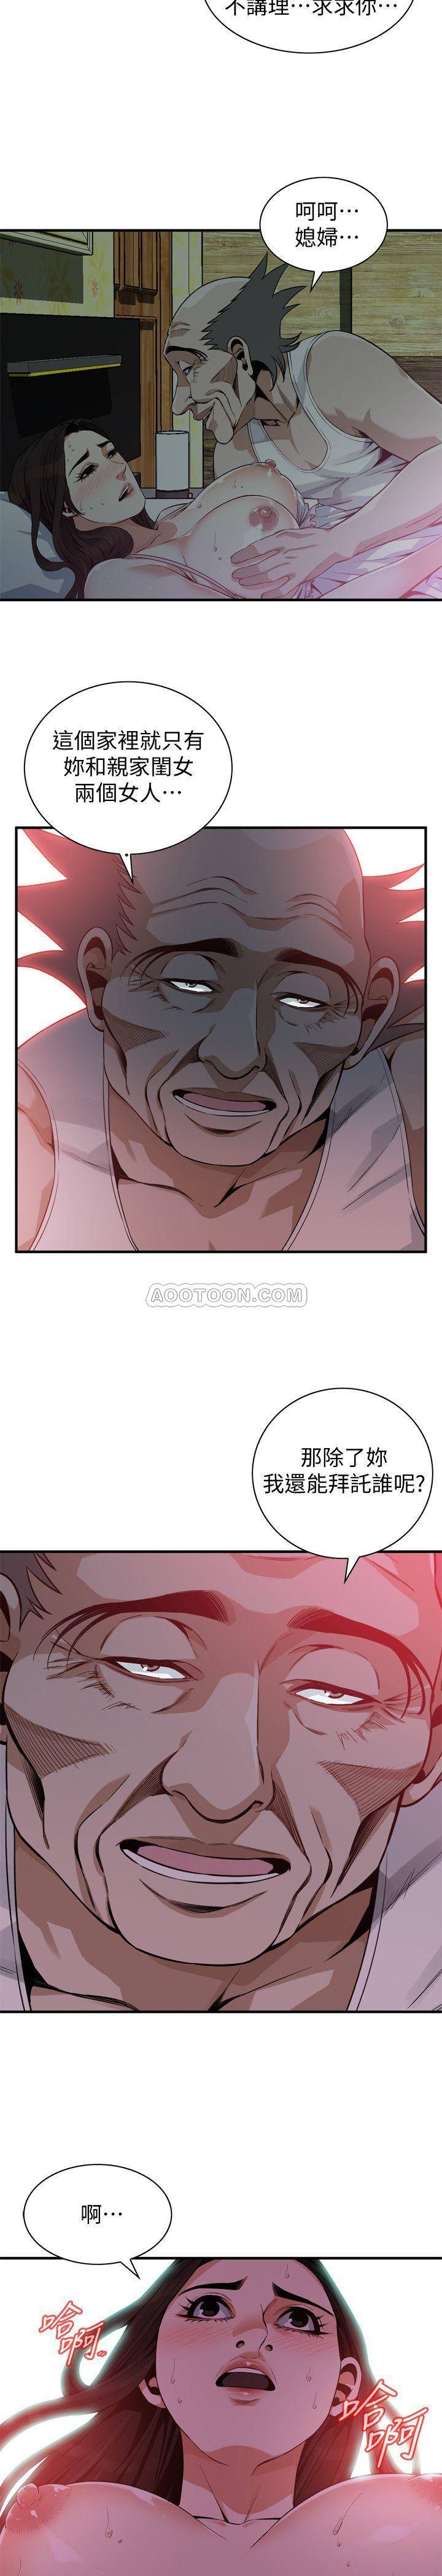 不講理…求求你…
呵呵…
媳婦…
這個家裡就只有
妳和親家閨女
兩個女人…
AOOTOON.COM
那除了妳
我還能拜託誰呢?
啊…
哈啊
哈啊